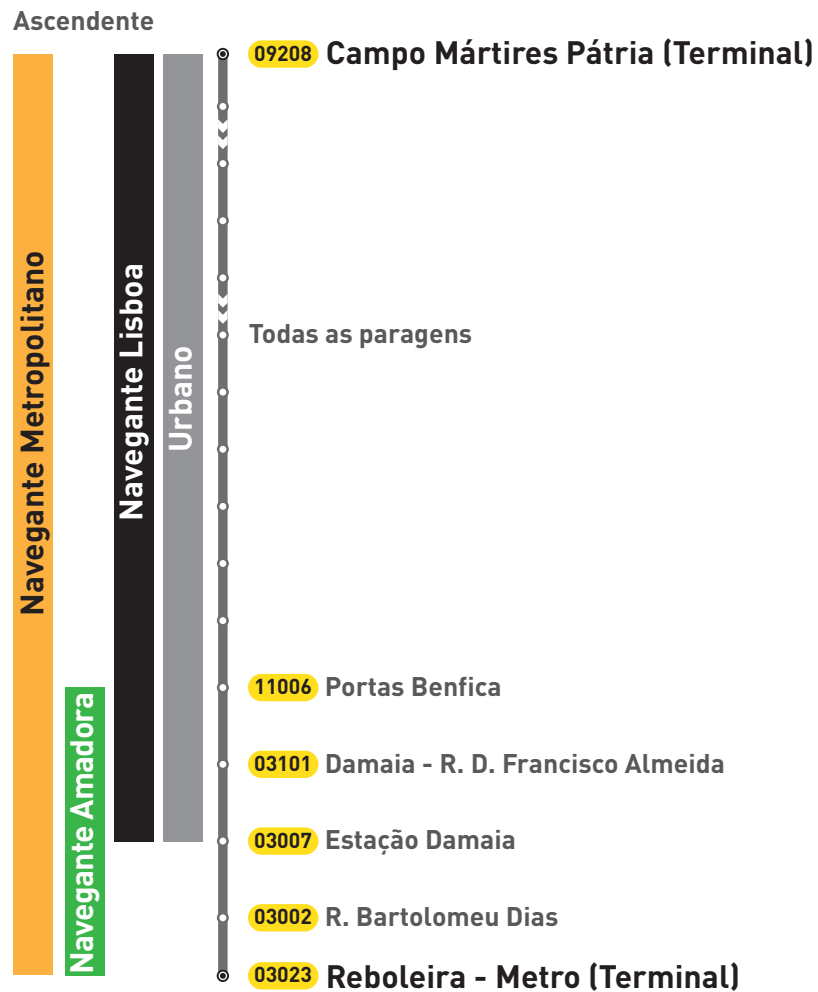 Ascendente
09208 Campo Mártires Pátria (Terminal)
Navegante Metropolitano
Navegante Lisboa
Urbano
Todas as paragens
Navegante Amadora
11006 Portas Benfica
03101 Damaia - R. D. Francisco Almeida
03007 Estação Damaia
03002 R. Bartolomeu Dias
03023 Reboleira - Metro (Terminal)